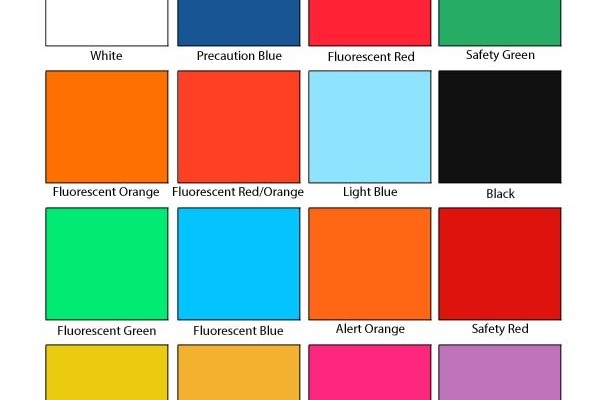 White
Precaution Blue
Fluorescent Red
Safety Green
Fluorescent Orange
Fluorescent Red/Orange
Light Blue
Black
Fluorescent Green
Fluorescent Blue
Alert Orange
Safety Red